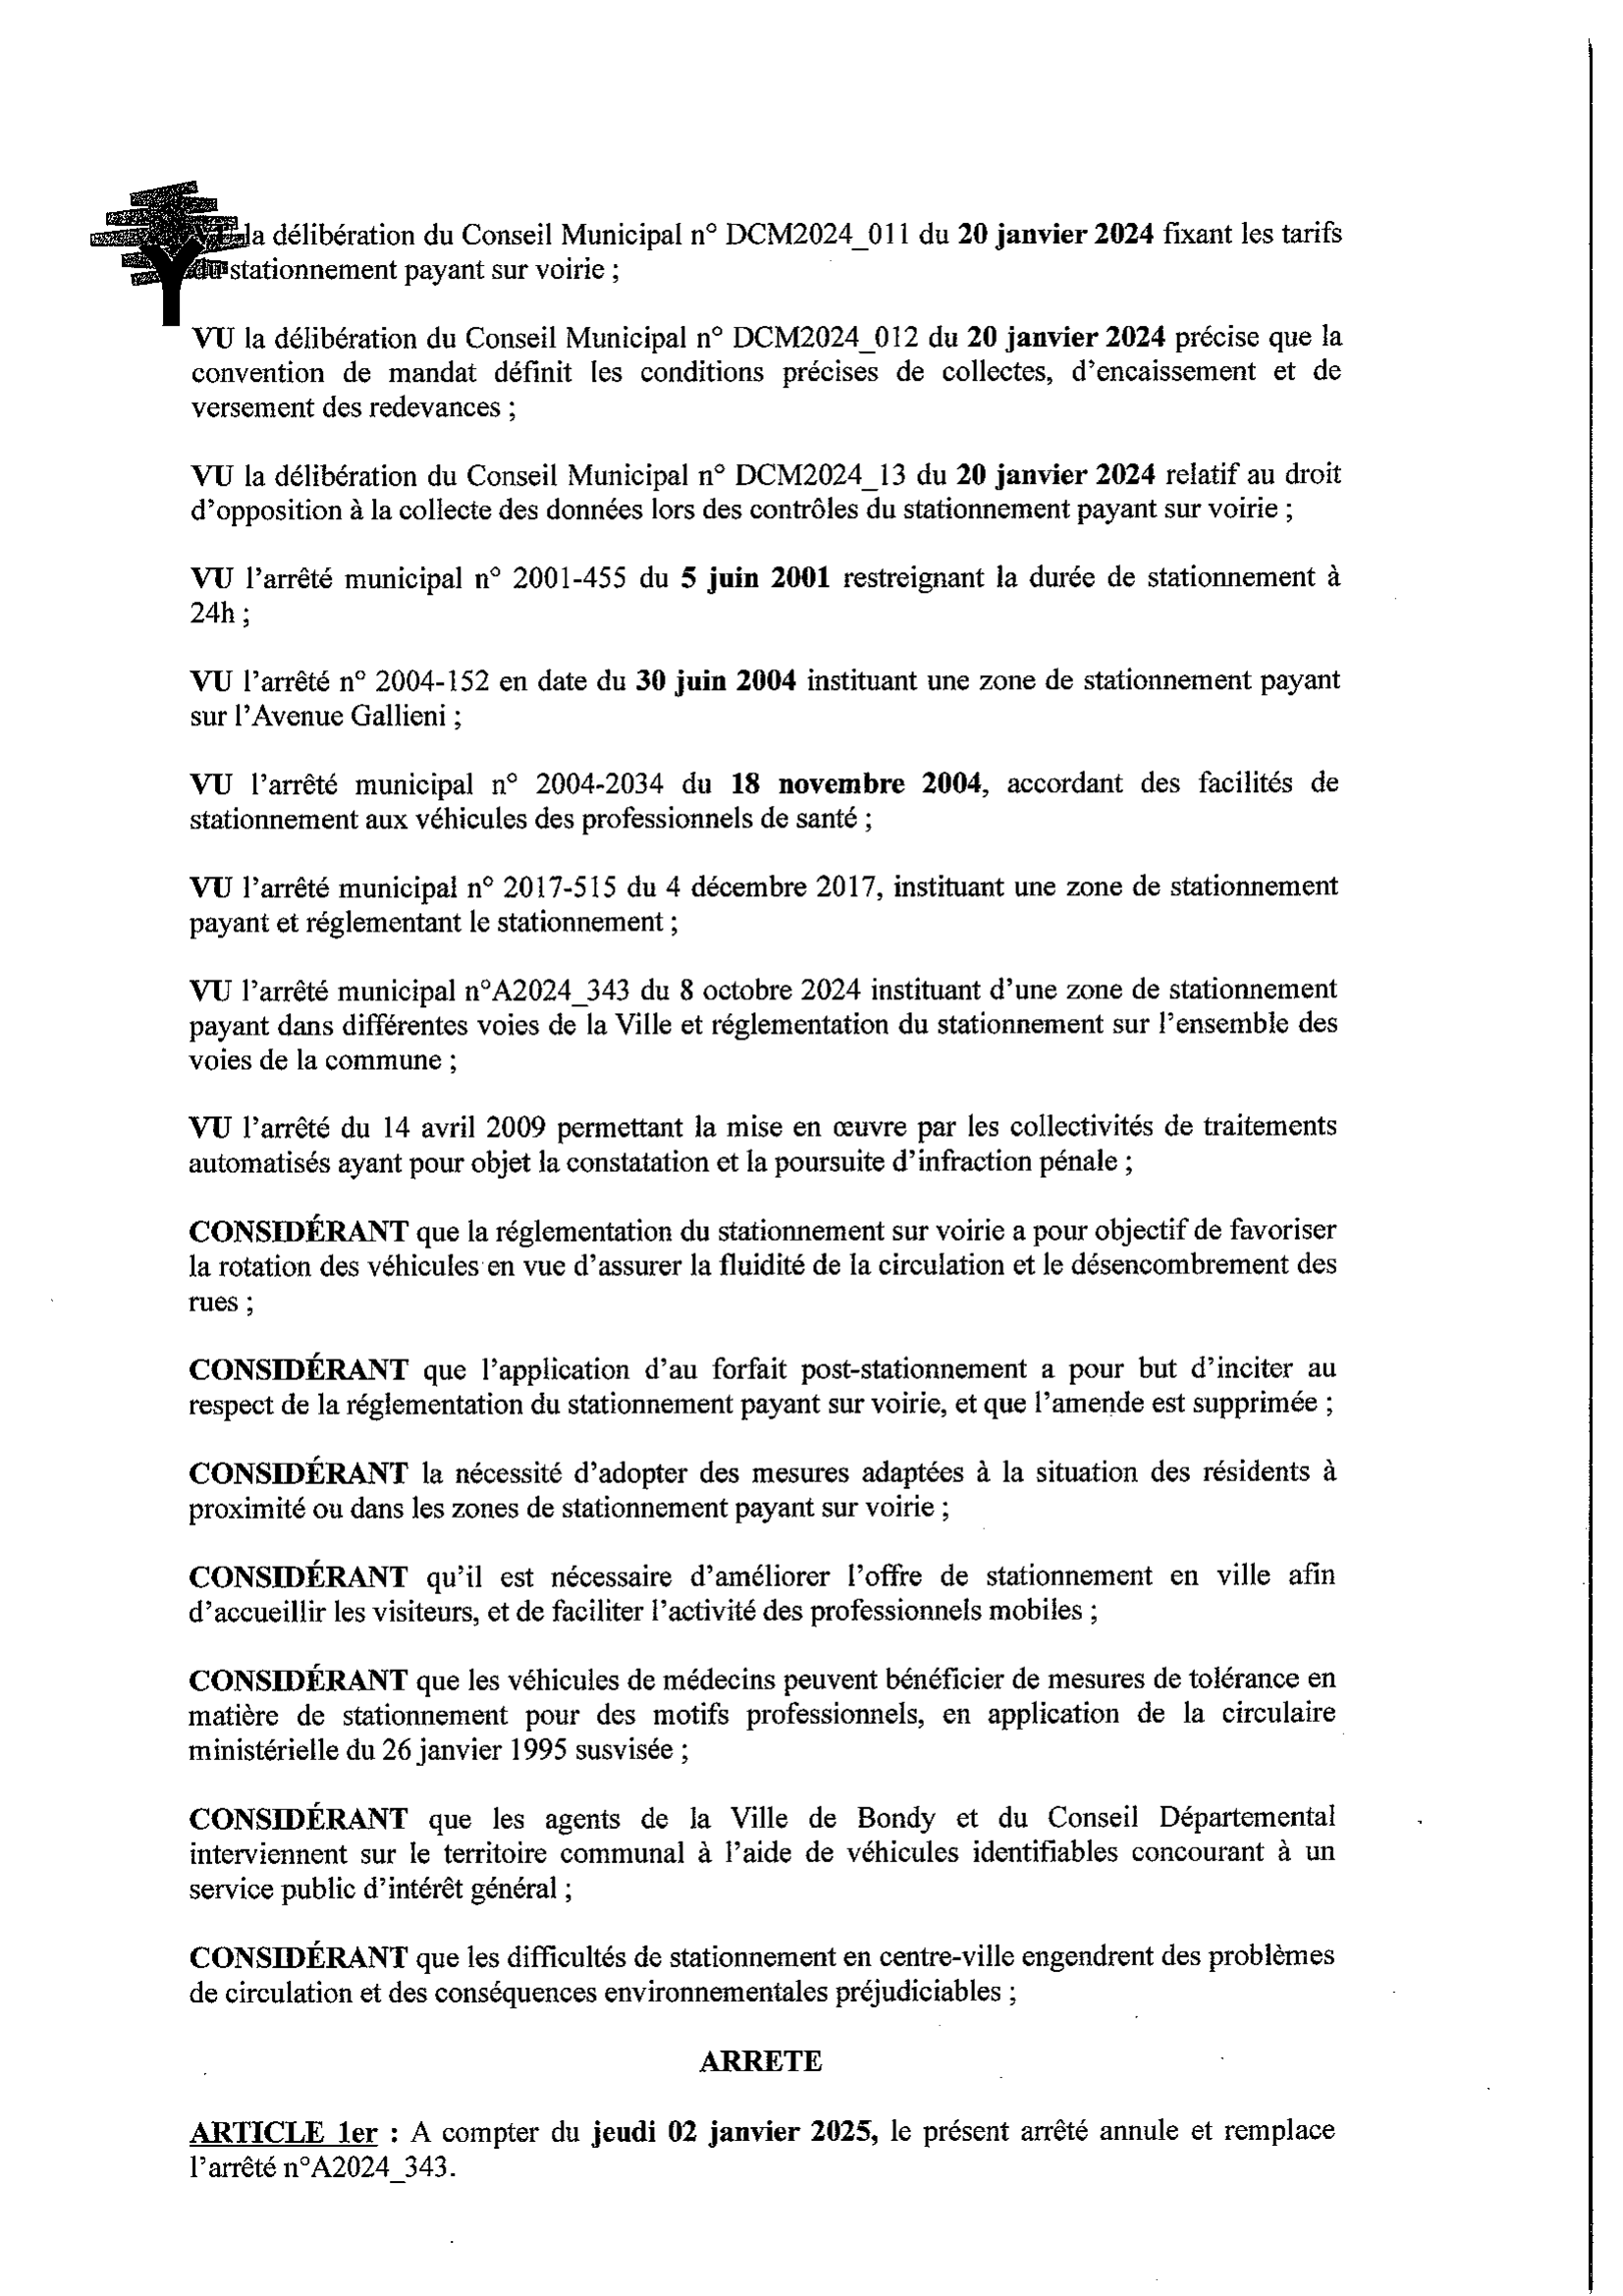 VU la délibération du Conseil Municipal n° DCM2024_011 du 20 janvier 2024 fixant les tarifs
du stationnement payant sur voirie ;
VU la délibération du Conseil Municipal n° DCM2024_012 du 20 janvier 2024 précise que la
convention de mandat définit les conditions précises de collectes, d'encaissement et de
versement des redevances ;
VU la délibération du Conseil Municipal n° DCM2024_13 du 20 janvier 2024 relatif au droit
d'opposition à la collecte des données lors des contrôles du stationnement payant sur voirie ;
VU l'arrêté municipal n° 2001-455 du 5 juin 2001 restreignant la durée de stationnement à
24h ;
VU l'arrêté n° 2004-152 en date du 30 juin 2004 instituant une zone de stationnement payant
sur l'Avenue Gallieni ;
VU l'arrêté municipal n° 2004-2034 du 18 novembre 2004, accordant des facilités de
stationnement aux véhicules des professionnels de santé ;
VU l'arrêté municipal n° 2017-515 du 4 décembre 2017, instituant une zone de stationnement
payant et réglementant le stationnement ;
VU l'arrêté municipal n°A2024_343 du 8 octobre 2024 instituant d'une zone de stationnement
payant dans différentes voies de la Ville et réglementation du stationnement sur l'ensemble des
voies de la commune ;
VU l'arrêté du 14 avril 2009 permettant la mise en œuvre par les collectivités de traitements
automatisés ayant pour objet la constatation et la poursuite d'infraction pénale ;
CONSIDÉRANT que la réglementation du stationnement sur voirie a pour objectif de favoriser
la rotation des véhicules en vue d'assurer la fluidité de la circulation et le désencombrement des
rues ;
CONSIDÉRANT que l'application d'au forfait post-stationnement a pour but d'inciter au
respect de la réglementation du stationnement payant sur voirie, et que l'amende est supprimée ;
CONSIDÉRANT la nécessité d'adopter des mesures adaptées à la situation des résidents à
proximité ou dans les zones de stationnement payant sur voirie ;
CONSIDÉRANT qu'il est nécessaire d'améliorer l'offre de stationnement en ville afin
d'accueillir les visiteurs, et de faciliter l'activité des professionnels mobiles ;
CONSIDÉRANT que les véhicules de médecins peuvent bénéficier de mesures de tolérance en
matière de stationnement pour des motifs professionnels, en application de la circulaire
ministérielle du 26 janvier 1995 susvisée ;
CONSIDÉRANT que les agents de la Ville de Bondy et du Conseil Départemental
interviennent sur le territoire communal à l'aide de véhicules identifiables concourant à un
service public d'intérêt général ;
CONSIDÉRANT que les difficultés de stationnement en centre-ville engendrent des problèmes
de circulation et des conséquences environnementales préjudiciables ;
ARRETE
ARTICLE 1er : A compter du jeudi 02 janvier 2025, le présent arrêté annule et remplace
l'arrêté n°A2024_343.